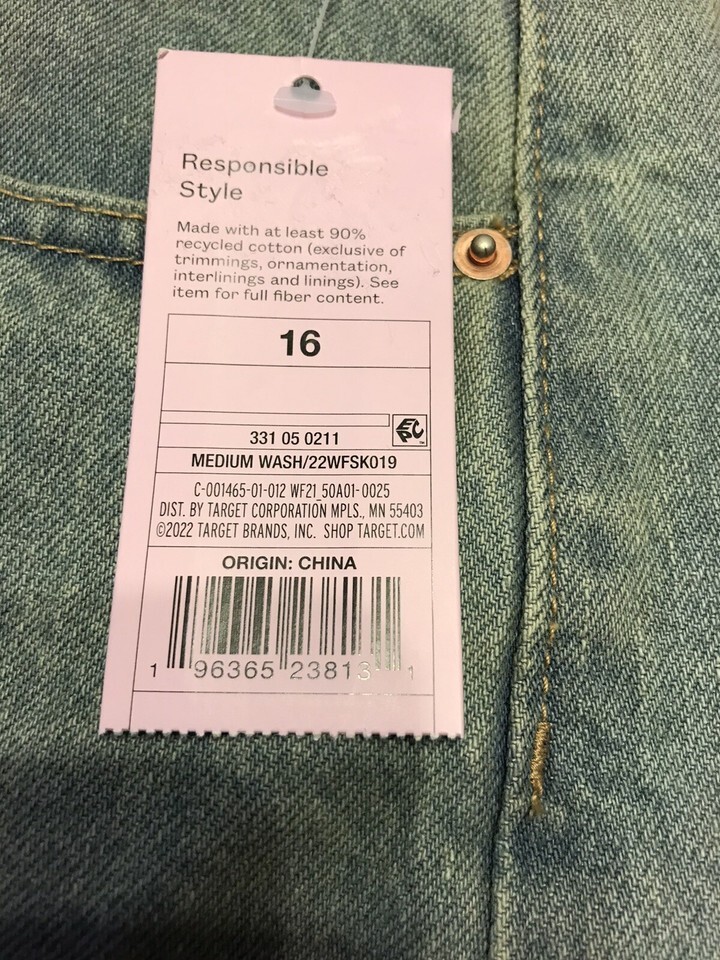 Responsible
Style
Made with at least 90%
recycled cotton (exclusive of
trimmings, ornamentation,
interlinings and linings). See
item for full fiber content.
16
EPC
331 05 0211
MEDIUM WASH/22WFSK019
C-001465-01-012 WF21_50A01-0025
DIST. BY TARGET CORPORATION MPLS., MN 55403
©2022 TARGET BRANDS, INC. SHOP TARGET.COM
ORIGIN: CHINA
1 96365 23813 1